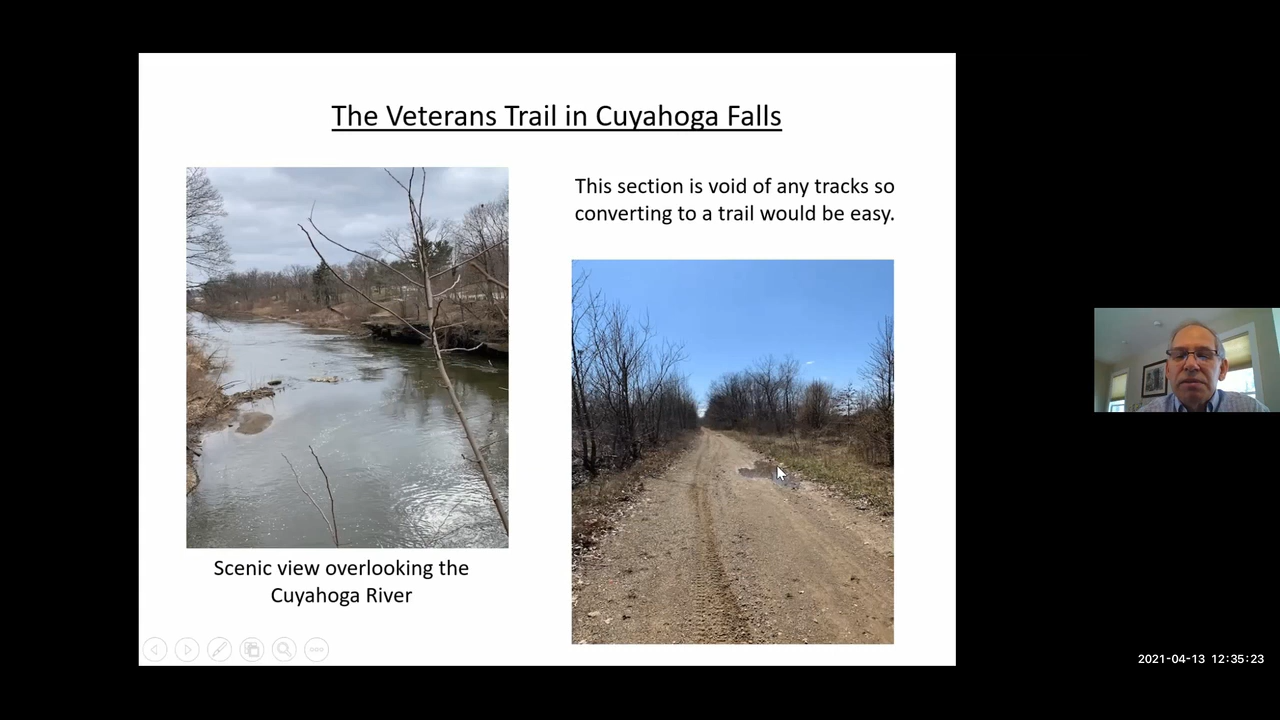 The Veterans Trail in Cuyahoga Falls
This section is void of any tracks so
converting to a trail would be easy.
Scenic view overlooking the
Cuyahoga River
2021-04-13 12:35:23